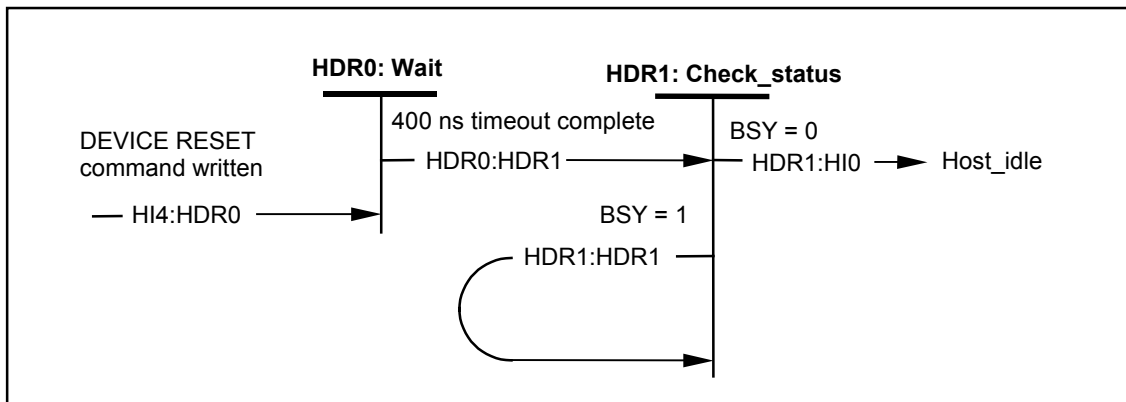 HDR0: Wait
HDR1: Check_status
400 ns timeout complete
BSY = 0
DEVICE RESET
command written
HDR0:HDR1
HDR1:HI0
Host_idle
HI4:HDR0
BSY = 1
HDR1:HDR1